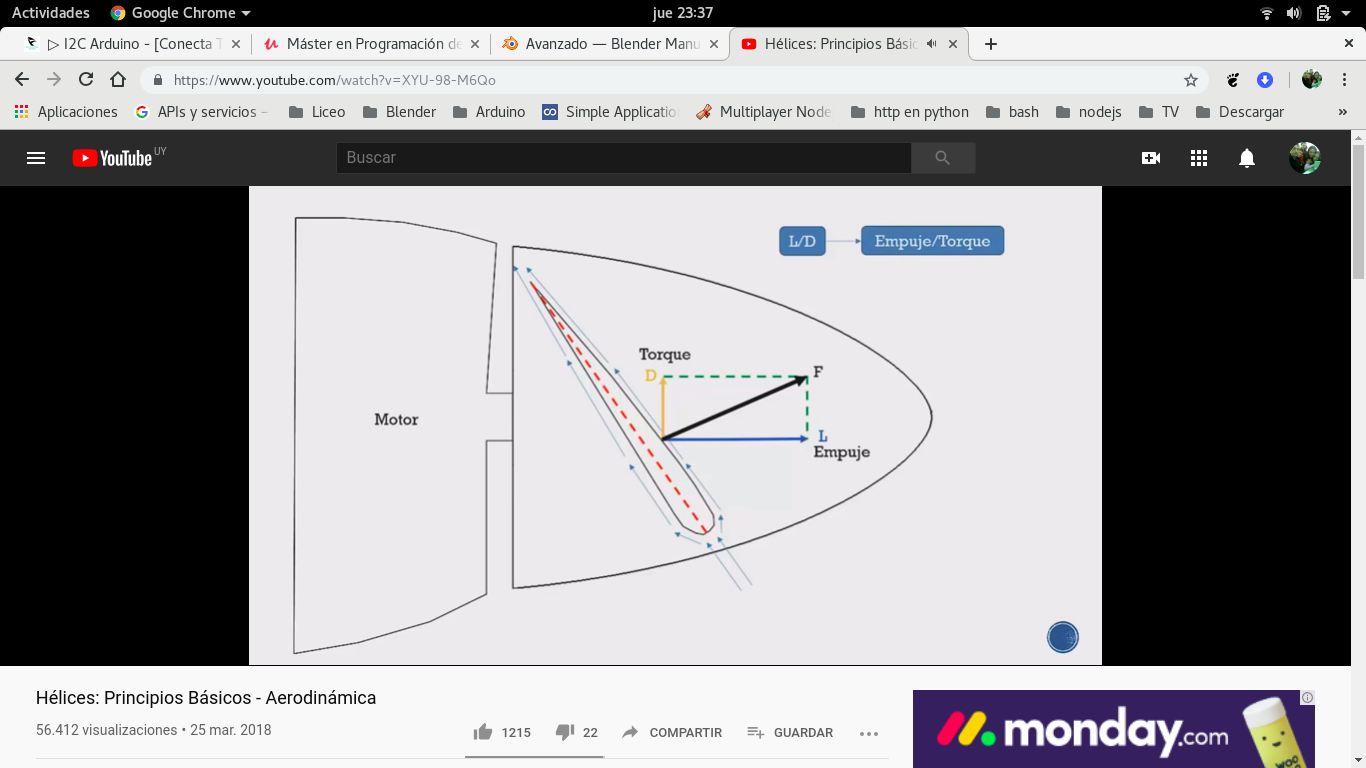 Actividades
Google Chrome
jue 23:37
▷ I2C Arduino - [Conecta T
Máster en Programación de
Avanzado — Blender Manu
Hélices: Principios Básic
https://www.youtube.com/watch?v=XYU-98-M6Qo
Aplicaciones
APIs y servicios –
Liceo
Blender
Arduino
Simple Applicatio
Multiplayer Node
http en python
bash
nodejs
TV
Descargar
»
YouTube UY
Buscar
L/D
Empuje/Torque
Torque
D
F
Motor
L
Empuje
Hélices: Principios Básicos - Aerodinámica
56.412 visualizaciones • 25 mar. 2018
1215
22
COMPARTIR
GUARDAR
monday.com
WOO